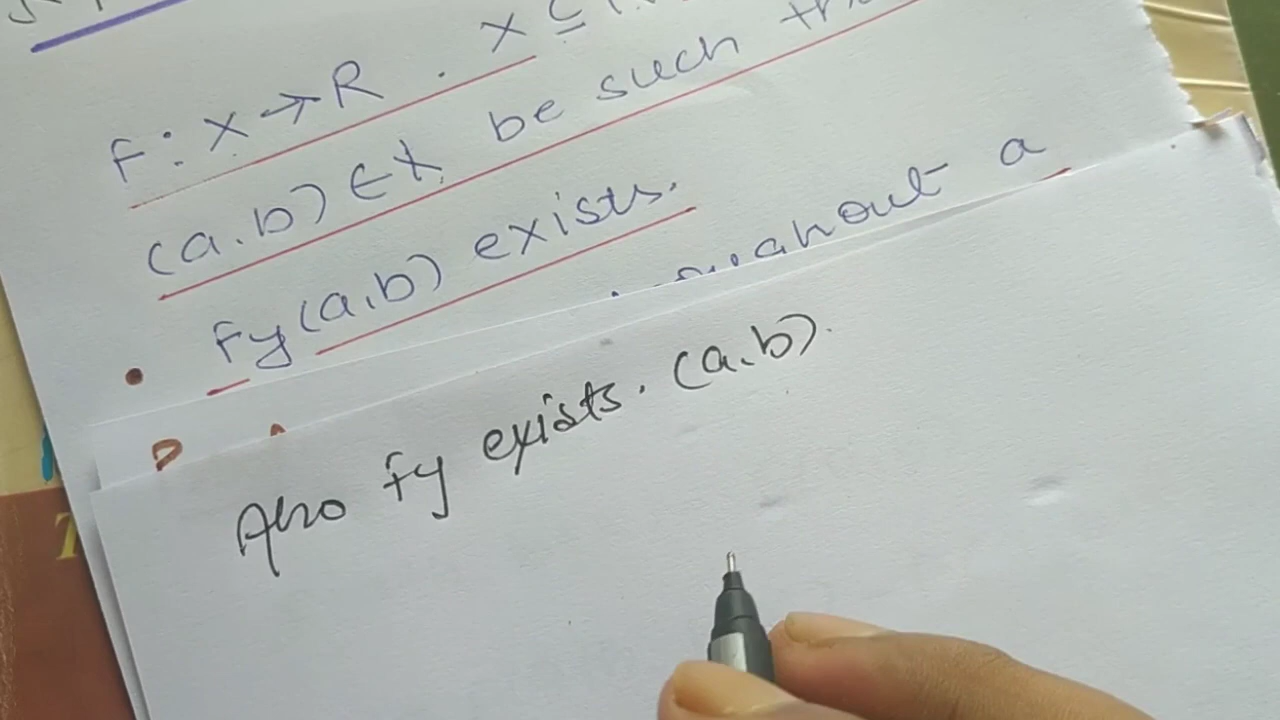 F : X → R . X ⊆
(a.b) ∈ X be such
• Fy(a,b) exists.
a
Also Fy exists. (a.b).